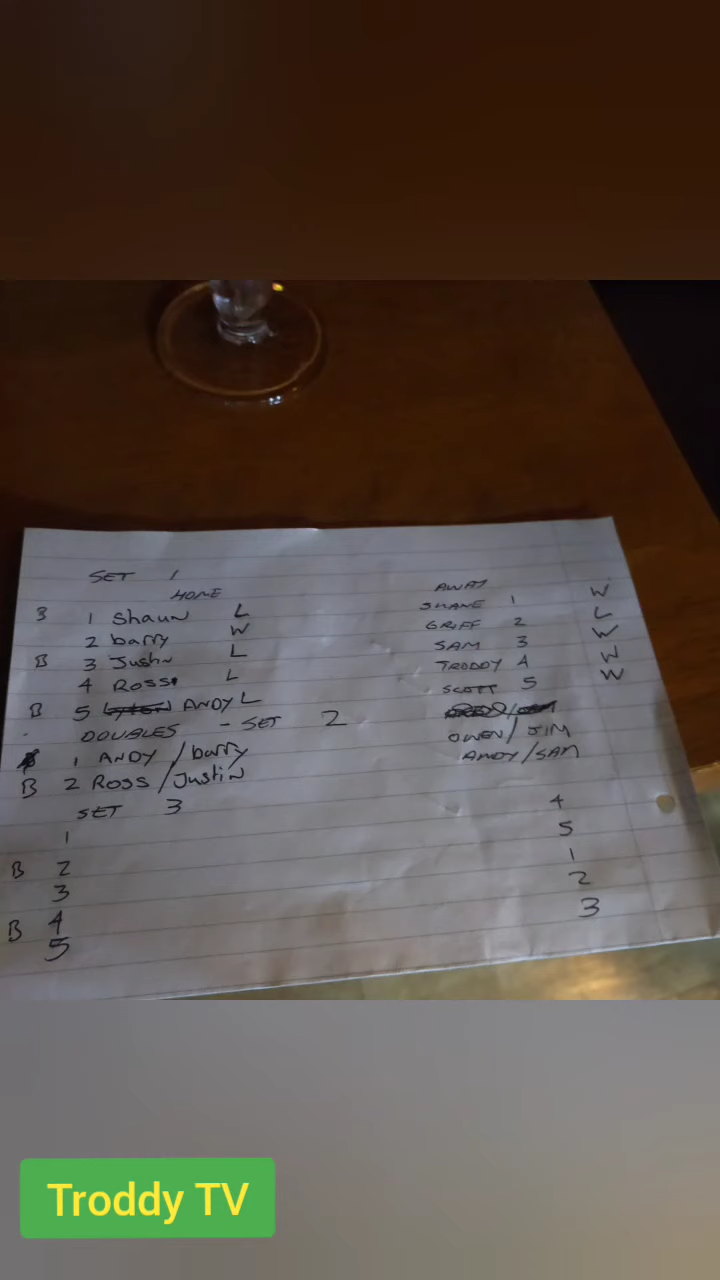 SET 1
HOME AWAY
B 1 Shaun L SHANE 1 W
2 barry W GRIFF 2 L
B 3 Justin L SAM 3 W
4 Ross L TRODDY 4 W
B 5 ANDY L SCOTT 5 W
DOUBLES - SET 2
1 ANDY / barry OWEN / JIM
B 2 Ross / Justin ANDY / SAM
SET 3
1 4
B 2 5
3 1
B 4 2
5 3
Troddy TV